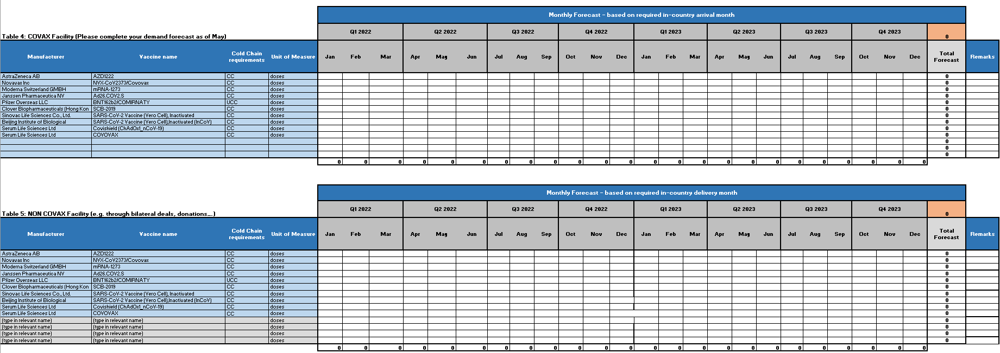 Monthly Forecast - based on required in-country arrival month
Q1 2022 Q2 2022 Q3 2022 Q4 2022 Q1 2023 Q2 2023 Q3 2023 Q4 2023
Table 4: COVAX Facility (Please complete your demand forecast as of May) 0
Manufacturer Vaccine name Cold Chain requirements Unit of Measure Jan Feb Mar Apr May Jun Jul Aug Sep Oct Nov Dec Jan Feb Mar Apr May Jun Jul Aug Sep Oct Nov Dec Total Forecast Remarks
AstraZeneca AB AZD1222 CC doses 0
Novavax Inc NVX-CoV2373/Covovax CC doses 0
Moderna Switzerland GMBH mRNA-1273 CC doses 0
Janssen Pharmaceutica NV Ad26.COV2.S CC doses 0
Pfizer Overseas LLC BNT162b2/COMIRNATY UCC doses 0
Clover Biopharmaceuticals (Hong Kon SCB-2019 CC doses 0
Sinovac Life Sciences Co., Ltd. SARS-CoV-2 Vaccine (Vero Cell), Inactivated CC doses 0
Beijing Institute of Biological SARS-CoV-2 Vaccine (Vero Cell),Inactivated (InCoV) CC doses 0
Serum Life Sciences Ltd Covishield (ChAdOx1_nCoV-19) CC doses 0
Serum Life Sciences Ltd COVOVAX CC doses 0
0
0
0
0 0 0 0 0 0 0 0 0 0 0 0 0 0 0 0 0 0 0 0 0 0 0 0
Monthly Forecast - based on required in-country delivery month
Q1 2022 Q2 2022 Q3 2022 Q4 2022 Q1 2023 Q2 2023 Q3 2023 Q4 2023
Table 5: NON COVAX Facility (e.g. through bilateral deals, donations...) 0
Manufacturer Vaccine name Cold Chain requirements Unit of Measure Jan Feb Mar Apr May Jun Jul Aug Sep Oct Nov Dec Jan Feb Mar Apr May Jun Jul Aug Sep Oct Nov Dec Total Forecast Remarks
AstraZeneca AB AZD1222 CC doses 0
Novavax Inc NVX-CoV2373/Covovax CC doses 0
Moderna Switzerland GMBH mRNA-1273 CC doses 0
Janssen Pharmaceutica NV Ad26.COV2.S CC doses 0
Pfizer Overseas LLC BNT162b2/COMIRNATY UCC doses 0
Clover Biopharmaceuticals (Hong Kon SCB-2019 CC doses 0
Sinovac Life Sciences Co., Ltd. SARS-CoV-2 Vaccine (Vero Cell), Inactivated CC doses 0
Beijing Institute of Biological SARS-CoV-2 Vaccine (Vero Cell),Inactivated (InCoV) CC doses 0
Serum Life Sciences Ltd Covishield (ChAdOx1_nCoV-19) CC doses 0
Serum Life Sciences Ltd COVOVAX CC doses 0
(type in relevant name) (type in relevant name) doses 0
(type in relevant name) (type in relevant name) doses 0
(type in relevant name) (type in relevant name) doses 0
(type in relevant name) (type in relevant name) doses 0
0 0 0 0 0 0 0 0 0 0 0 0 0 0 0 0 0 0 0 0 0 0 0 0